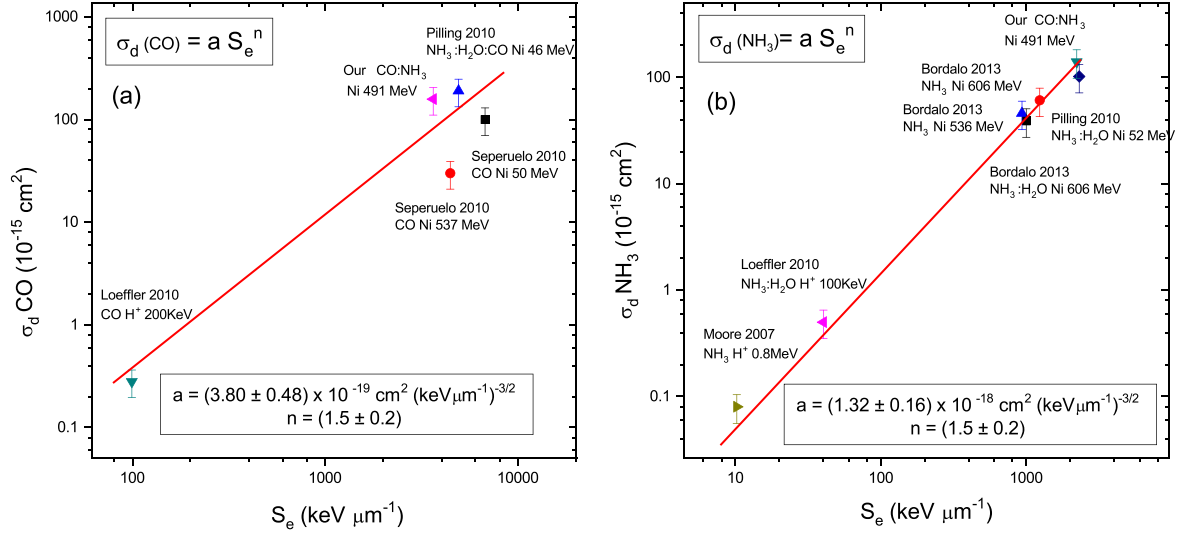 σd (CO) = a Se^n
(a)
Pilling 2010
NH3:H2O:CO Ni 46 MeV
Our CO:NH3
Ni 491 MeV
Seperuelo 2010
CO Ni 50 MeV
Seperuelo 2010
CO Ni 537 MeV
Loeffler 2010
CO H+ 200KeV
a = (3.80 ± 0.48) x 10^-19 cm^2 (keVμm^-1)^-3/2
n = (1.5 ± 0.2)
1000
100
10
1
0.1
σd CO (10^-15 cm^2)
100
1000
10000
Se (keV μm^-1)
σd (NH3)= a Se^n
(b)
Our CO:NH3
Ni 491 MeV
Bordalo 2013
NH3 Ni 606 MeV
Bordalo 2013
NH3 Ni 536 MeV
Pilling 2010
NH3:H2O Ni 52 MeV
Bordalo 2013
NH3:H2O Ni 606 MeV
Loeffler 2010
NH3:H2O H+ 100KeV
Moore 2007
NH3 H+ 0.8MeV
a = (1.32 ± 0.16) x 10^-18 cm^2 (keVμm^-1)^-3/2
n = (1.5 ± 0.2)
100
10
1
0.1
σd NH3 (10^-15 cm^2)
10
100
1000
Se (keV μm^-1)